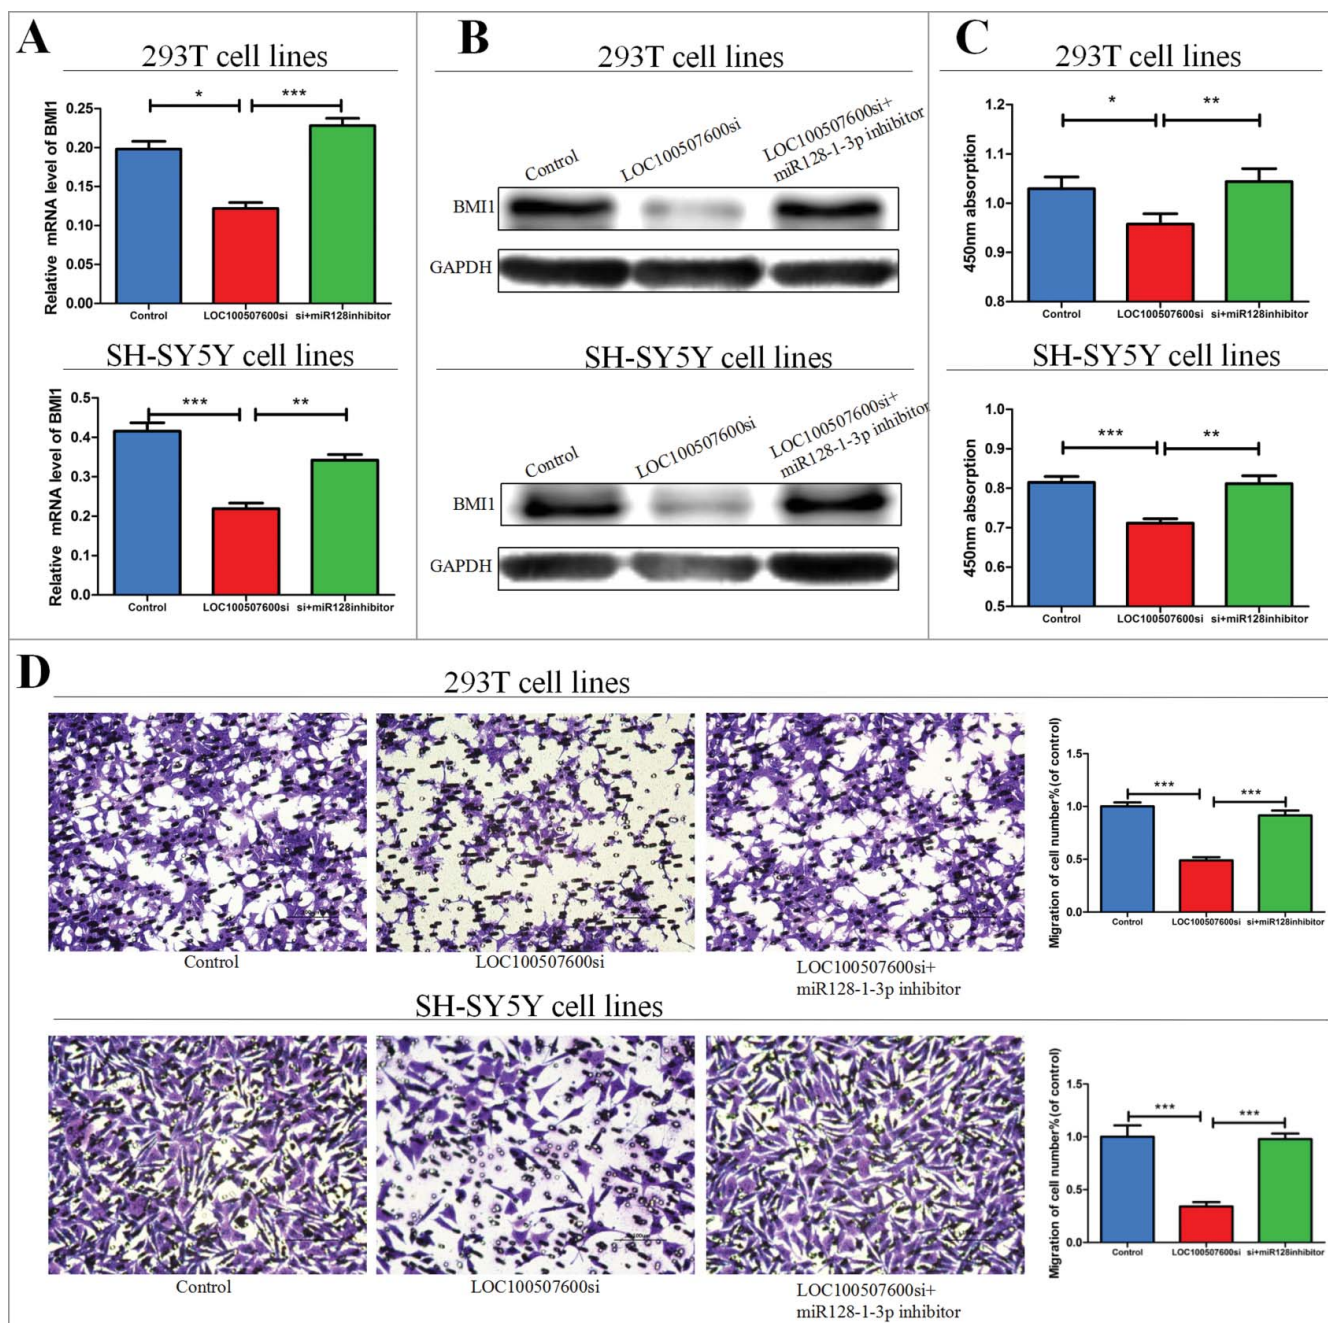 A
293T cell lines
Relative mRNA level of BMI1
0.25
0.20
0.15
0.10
0.05
0.00
*
***
Control
LOC100507600si
si+miR128inhibitor
SH-SY5Y cell lines
Relative mRNA level of BMI1
0.5
0.4
0.3
0.2
0.1
0.0
***
**
Control
LOC100507600si
si+miR128inhibitor
B
293T cell lines
Control
LOC100507600si
LOC100507600si+
miR128-1-3p inhibitor
BMI1
GAPDH
SH-SY5Y cell lines
Control
LOC100507600si
LOC100507600si+
miR128-1-3p inhibitor
BMI1
GAPDH
C
293T cell lines
450nm absorption
1.2
1.1
1.0
0.9
0.8
*
**
Control
LOC100507600si
si+miR128inhibitor
SH-SY5Y cell lines
450nm absorption
1.0
0.9
0.8
0.7
0.6
0.5
***
**
Control
LOC100507600si
si+miR128inhibitor
D
293T cell lines
Control
LOC100507600si
LOC100507600si+
miR128-1-3p inhibitor
Migration of cell number%(of control)
1.5
1.0
0.5
0.0
***
***
Control
LOC100507600si
si+miR128inhibitor
SH-SY5Y cell lines
Control
LOC100507600si
LOC100507600si+
miR128-1-3p inhibitor
Migration of cell number%(of control)
1.5
1.0
0.5
0.0
***
***
Control
LOC100507600si
si+miR128inhibitor